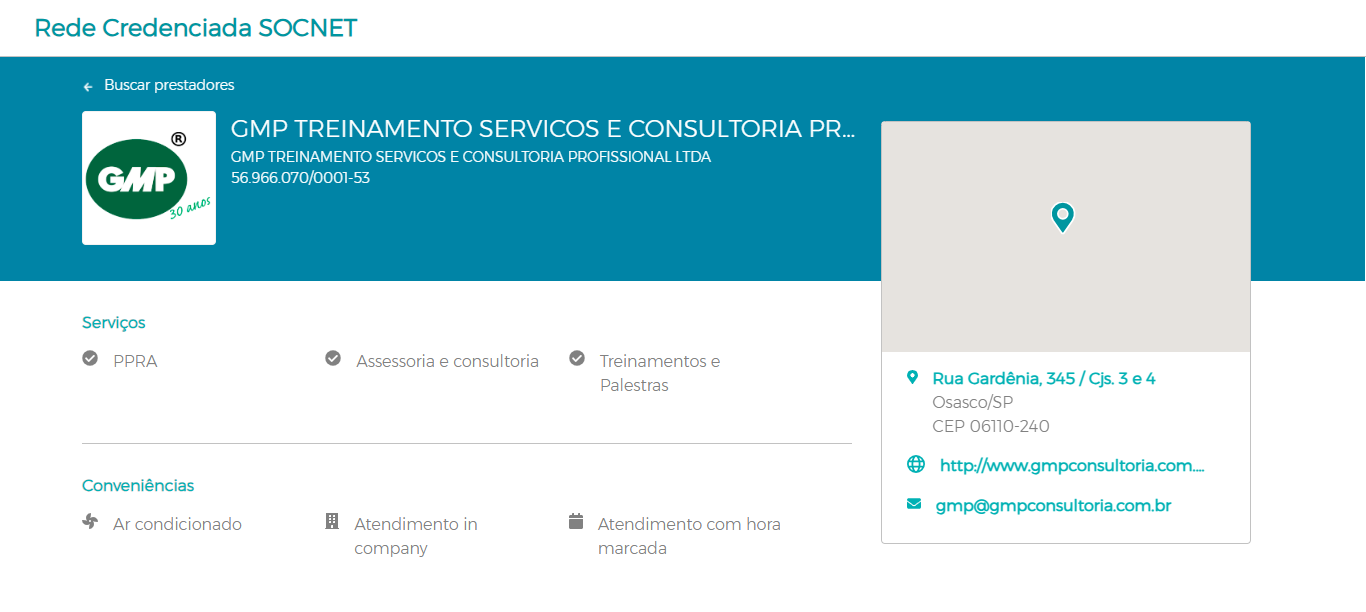 Rede Credenciada SOCNET
Buscar prestadores
®
GMP
30 anos
GMP TREINAMENTO SERVICOS E CONSULTORIA PR...
GMP TREINAMENTO SERVICOS E CONSULTORIA PROFISSIONAL LTDA
56.966.070/0001-53
Serviços
PPRA
Assessoria e consultoria
Treinamentos e
Palestras
Conveniências
Ar condicionado
Atendimento in
company
Atendimento com hora
marcada
Rua Gardênia, 345 / Cjs. 3 e 4
Osasco/SP
CEP 06110-240
http://www.gmpconsultoria.com....
gmp@gmpconsultoria.com.br